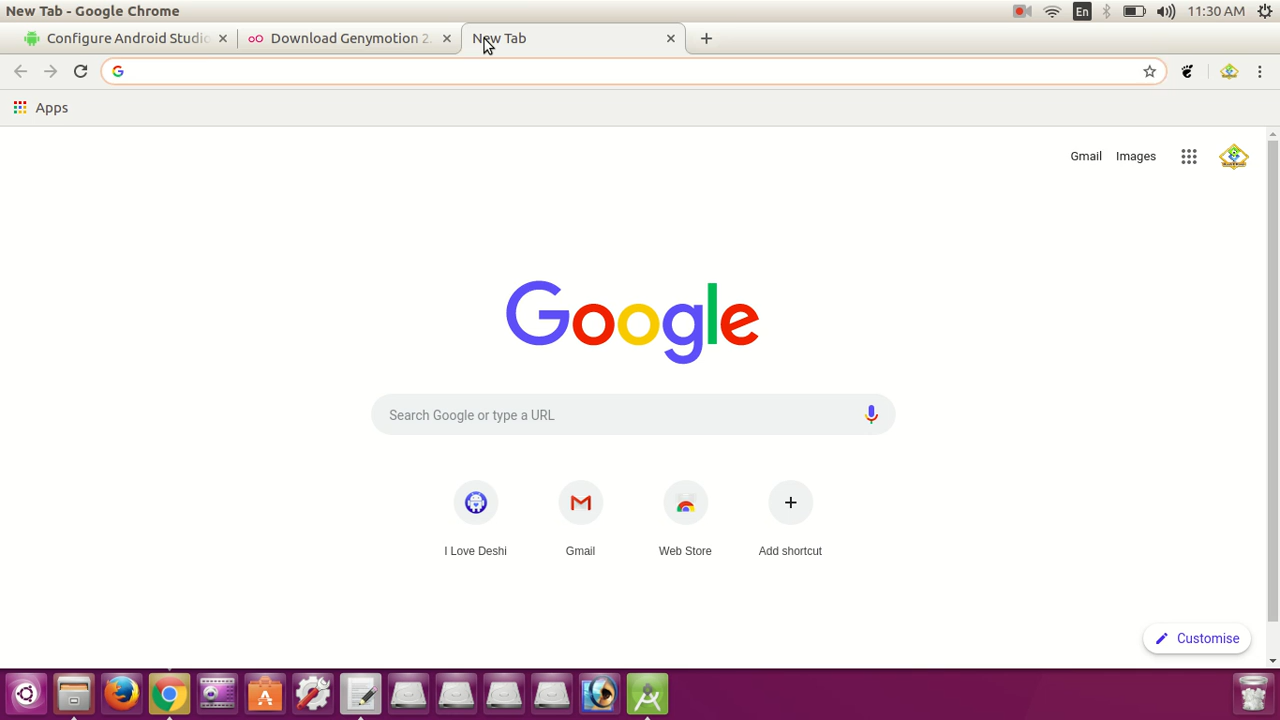 New Tab - Google Chrome
En
11:30 AM
Configure Android Studio
Download Genymotion 2.
New Tab
Apps
Gmail
Images
Google
Search Google or type a URL
I Love Deshi
Gmail
Web Store
Add shortcut
Customise